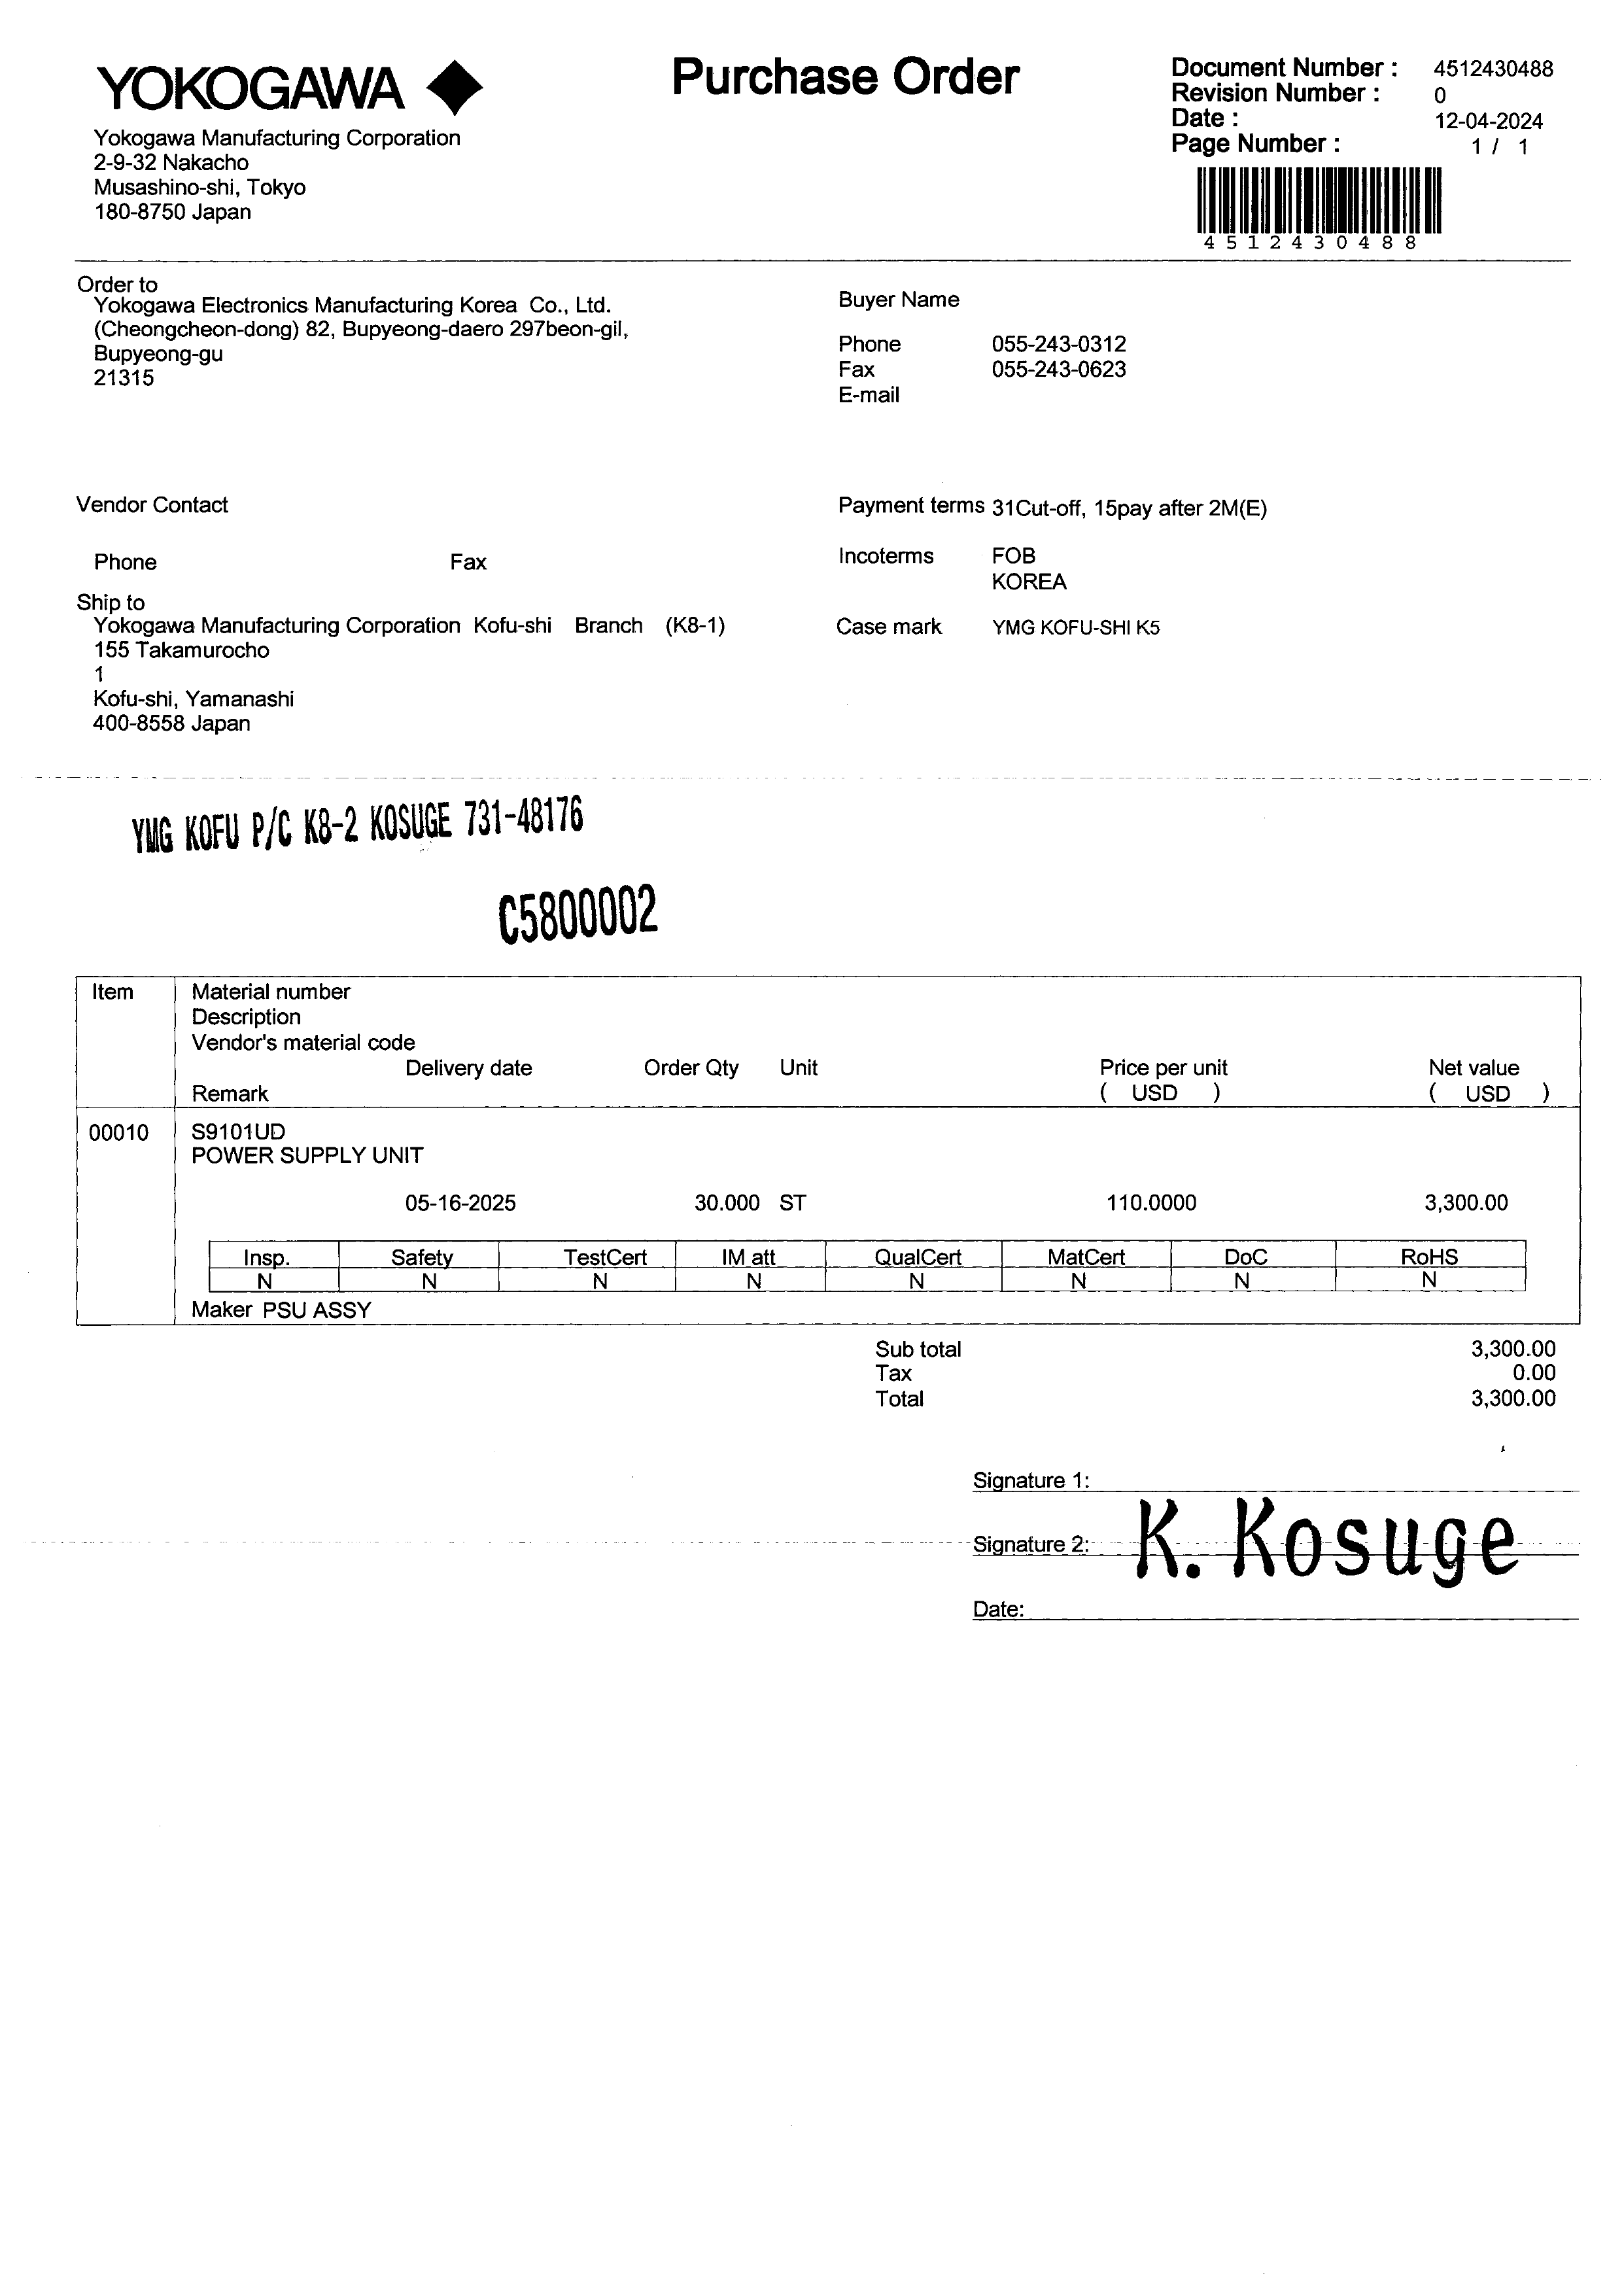 YOKOGAWA
Purchase Order
Document Number : 4512430488
Revision Number : 0
Date : 12-04-2024
Page Number : 1 / 1
4512430488
Yokogawa Manufacturing Corporation
2-9-32 Nakacho
Musashino-shi, Tokyo
180-8750 Japan
Order to
Yokogawa Electronics Manufacturing Korea Co., Ltd.
(Cheongcheon-dong) 82, Bupyeong-daero 297beon-gil,
Bupyeong-gu
21315
Buyer Name
Phone 055-243-0312
Fax 055-243-0623
E-mail
Vendor Contact
Phone Fax
Payment terms 31Cut-off, 15pay after 2M(E)
Incoterms FOB
KOREA
Case mark YMG KOFU-SHI K5
Ship to
Yokogawa Manufacturing Corporation Kofu-shi Branch (K8-1)
155 Takamurocho
1
Kofu-shi, Yamanashi
400-8558 Japan
YMG KOFU P/C K8-2 KOSUGE 731-48176
C5800002
Item Material number
Description
Vendor's material code
Delivery date Order Qty Unit Price per unit Net value
Remark ( USD ) ( USD )
00010 S9101UD
POWER SUPPLY UNIT
05-16-2025 30.000 ST 110.0000 3,300.00
Insp. Safety TestCert IM att QualCert MatCert DoC RoHS
N N N N N N N N
Maker PSU ASSY
Sub total 3,300.00
Tax 0.00
Total 3,300.00
Signature 1:
Signature 2: K. Kosuge
Date: